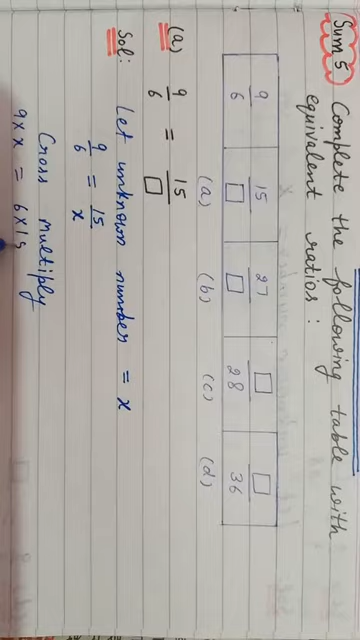 Sum 5 Complete the following table with
equivalent ratios :
9/6 15/□ 27/□ □/28 □/36
(a) (b) (c) (d)
(a) 9/6 = 15/□
Sol: Let unknown number = x
9/6 = 15/x
Cross multiply
9 x x = 6 x 15